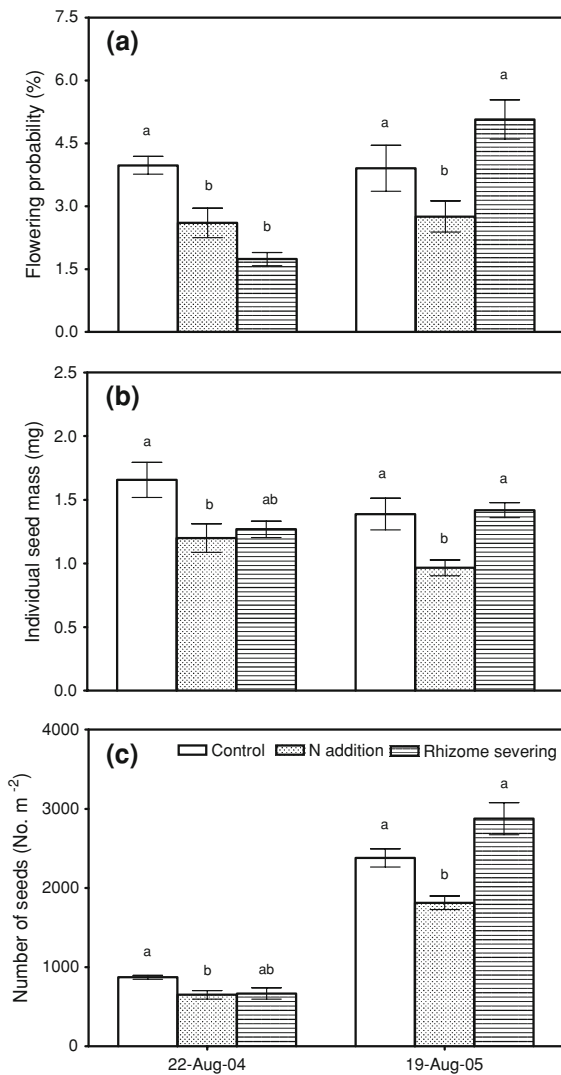 (a)
Flowering probability (%)
7.5
6.0
4.5
3.0
1.5
0.0
a
b
b
a
b
a
(b)
Individual seed mass (mg)
2.5
2.0
1.5
1.0
0.5
0.0
a
b
ab
a
b
a
(c)
Control
N addition
Rhizome severing
Number of seeds (No. m⁻²)
4000
3000
2000
1000
0
a
b
ab
a
b
a
22-Aug-04
19-Aug-05